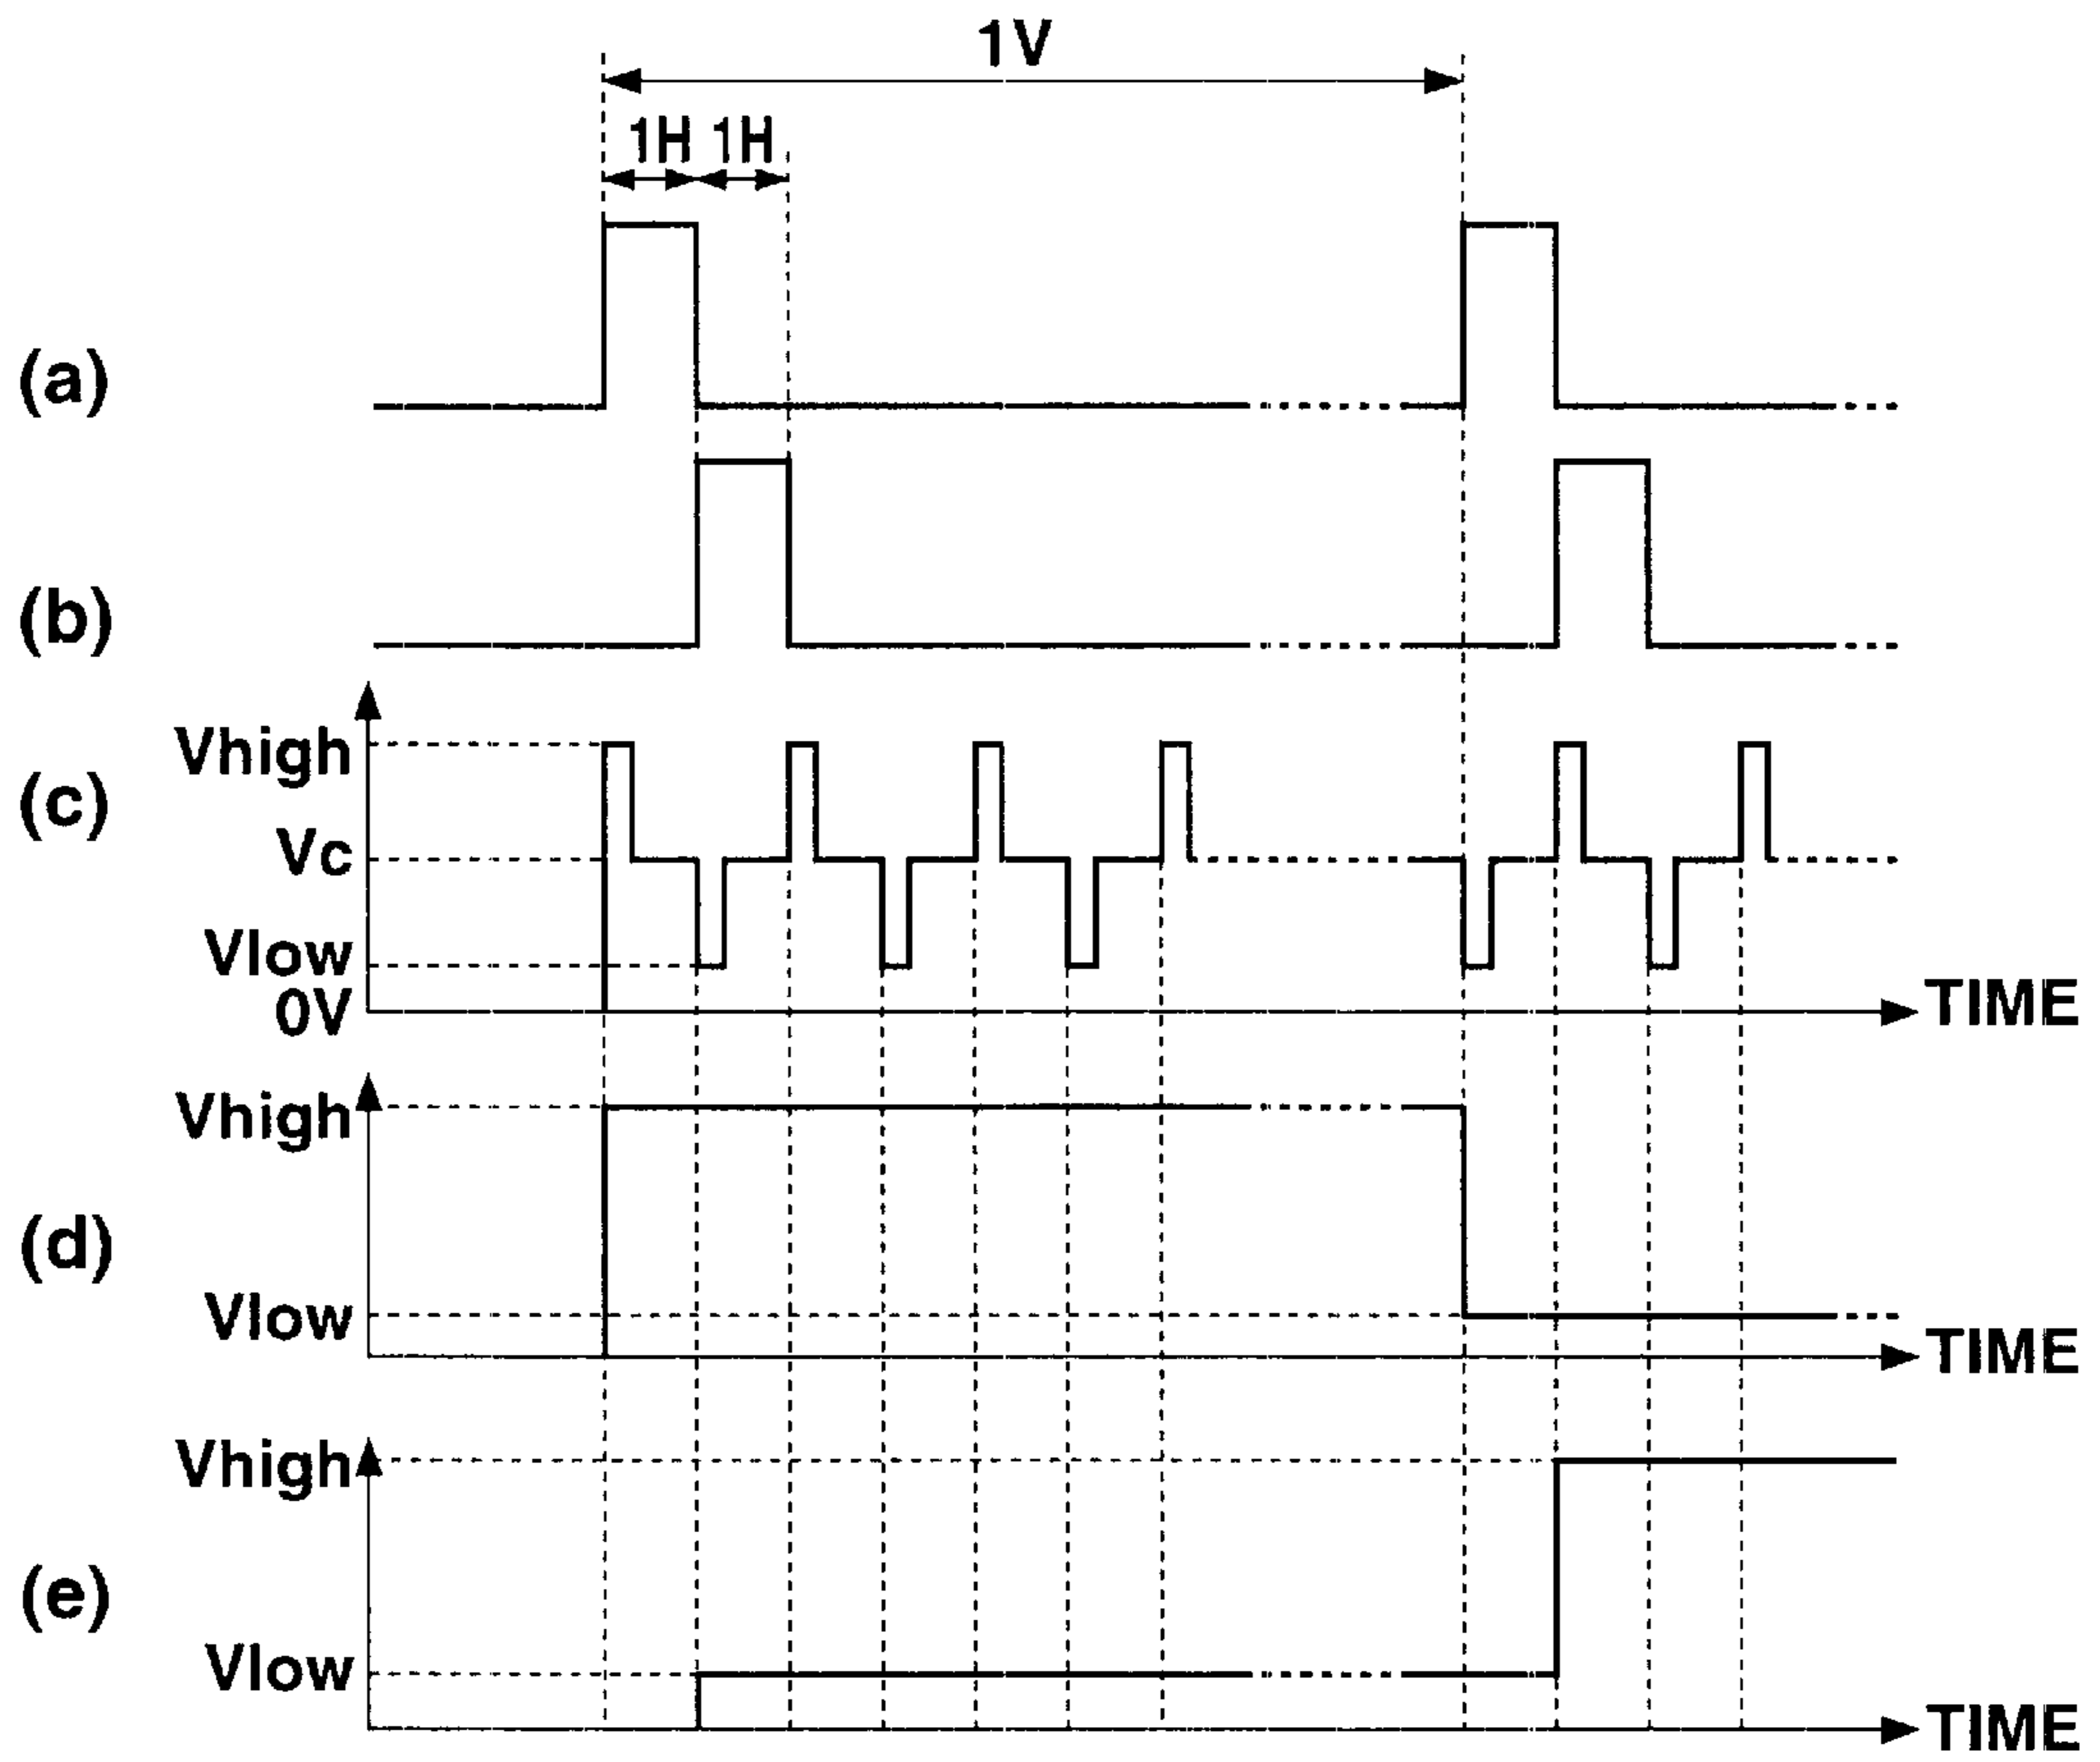 1V
1H 1H
(a)
(b)
(c)
Vhigh
Vc
Vlow
0V
TIME
(d)
Vhigh
Vlow
TIME
(e)
Vhigh
Vlow
TIME